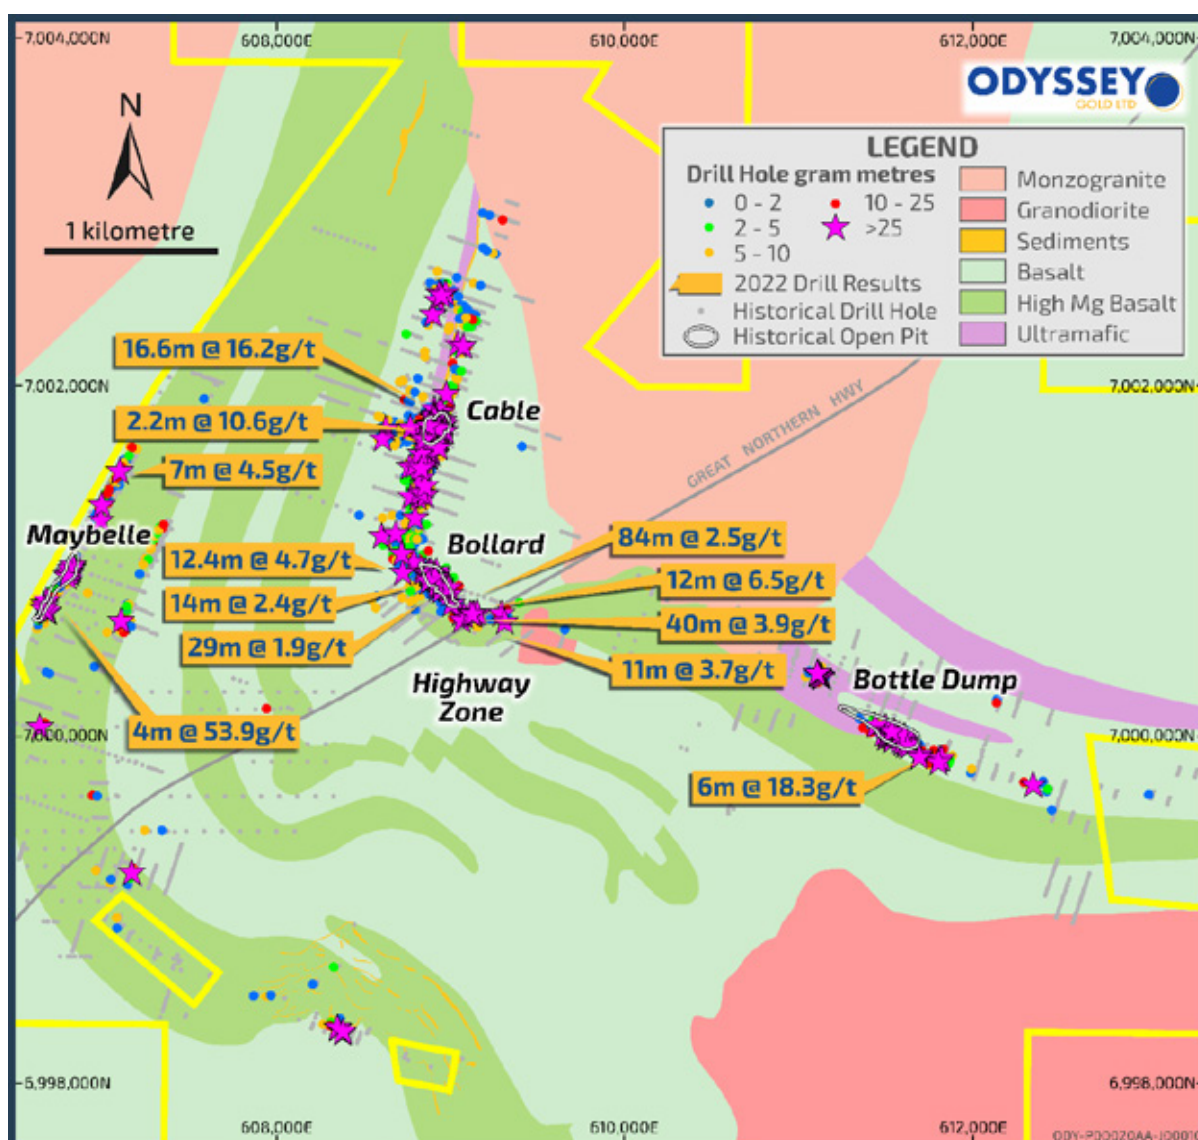 7,004,000N
608,000E
610,000E
612,000E
7,004,000N
ODYSSEY
GOLD LTD
N
1 kilometre
LEGEND
Drill Hole gram metres
0 - 2
2 - 5
5 - 10
10 - 25
>25
2022 Drill Results
Historical Drill Hole
Historical Open Pit
Monzogranite
Granodiorite
Sediments
Basalt
High Mg Basalt
Ultramafic
16.6m @ 16.2g/t
7,002,000N
7,002,000N
Cable
2.2m @ 10.6g/t
GREAT NORTHERN HWY
7m @ 4.5g/t
Maybelle
Bollard
84m @ 2.5g/t
12.4m @ 4.7g/t
12m @ 6.5g/t
14m @ 2.4g/t
40m @ 3.9g/t
29m @ 1.9g/t
11m @ 3.7g/t
Highway
Zone
Bottle Dump
4m @ 53.9g/t
7,000,000N
7,000,000N
6m @ 18.3g/t
6,998,000N
6,998,000N
608,000E
610,000E
612,000E